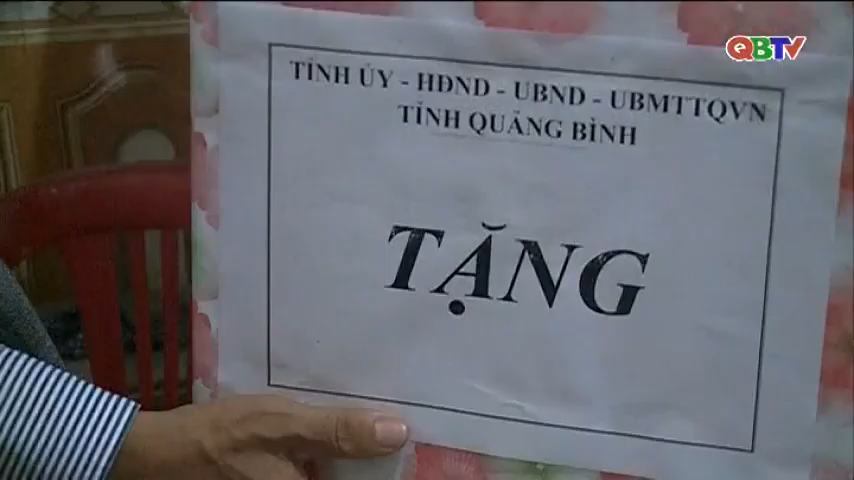 QBTV
TỈNH ỦY - HĐND - UBND - UBMTTQVN
TỈNH QUẢNG BÌNH
TẶNG